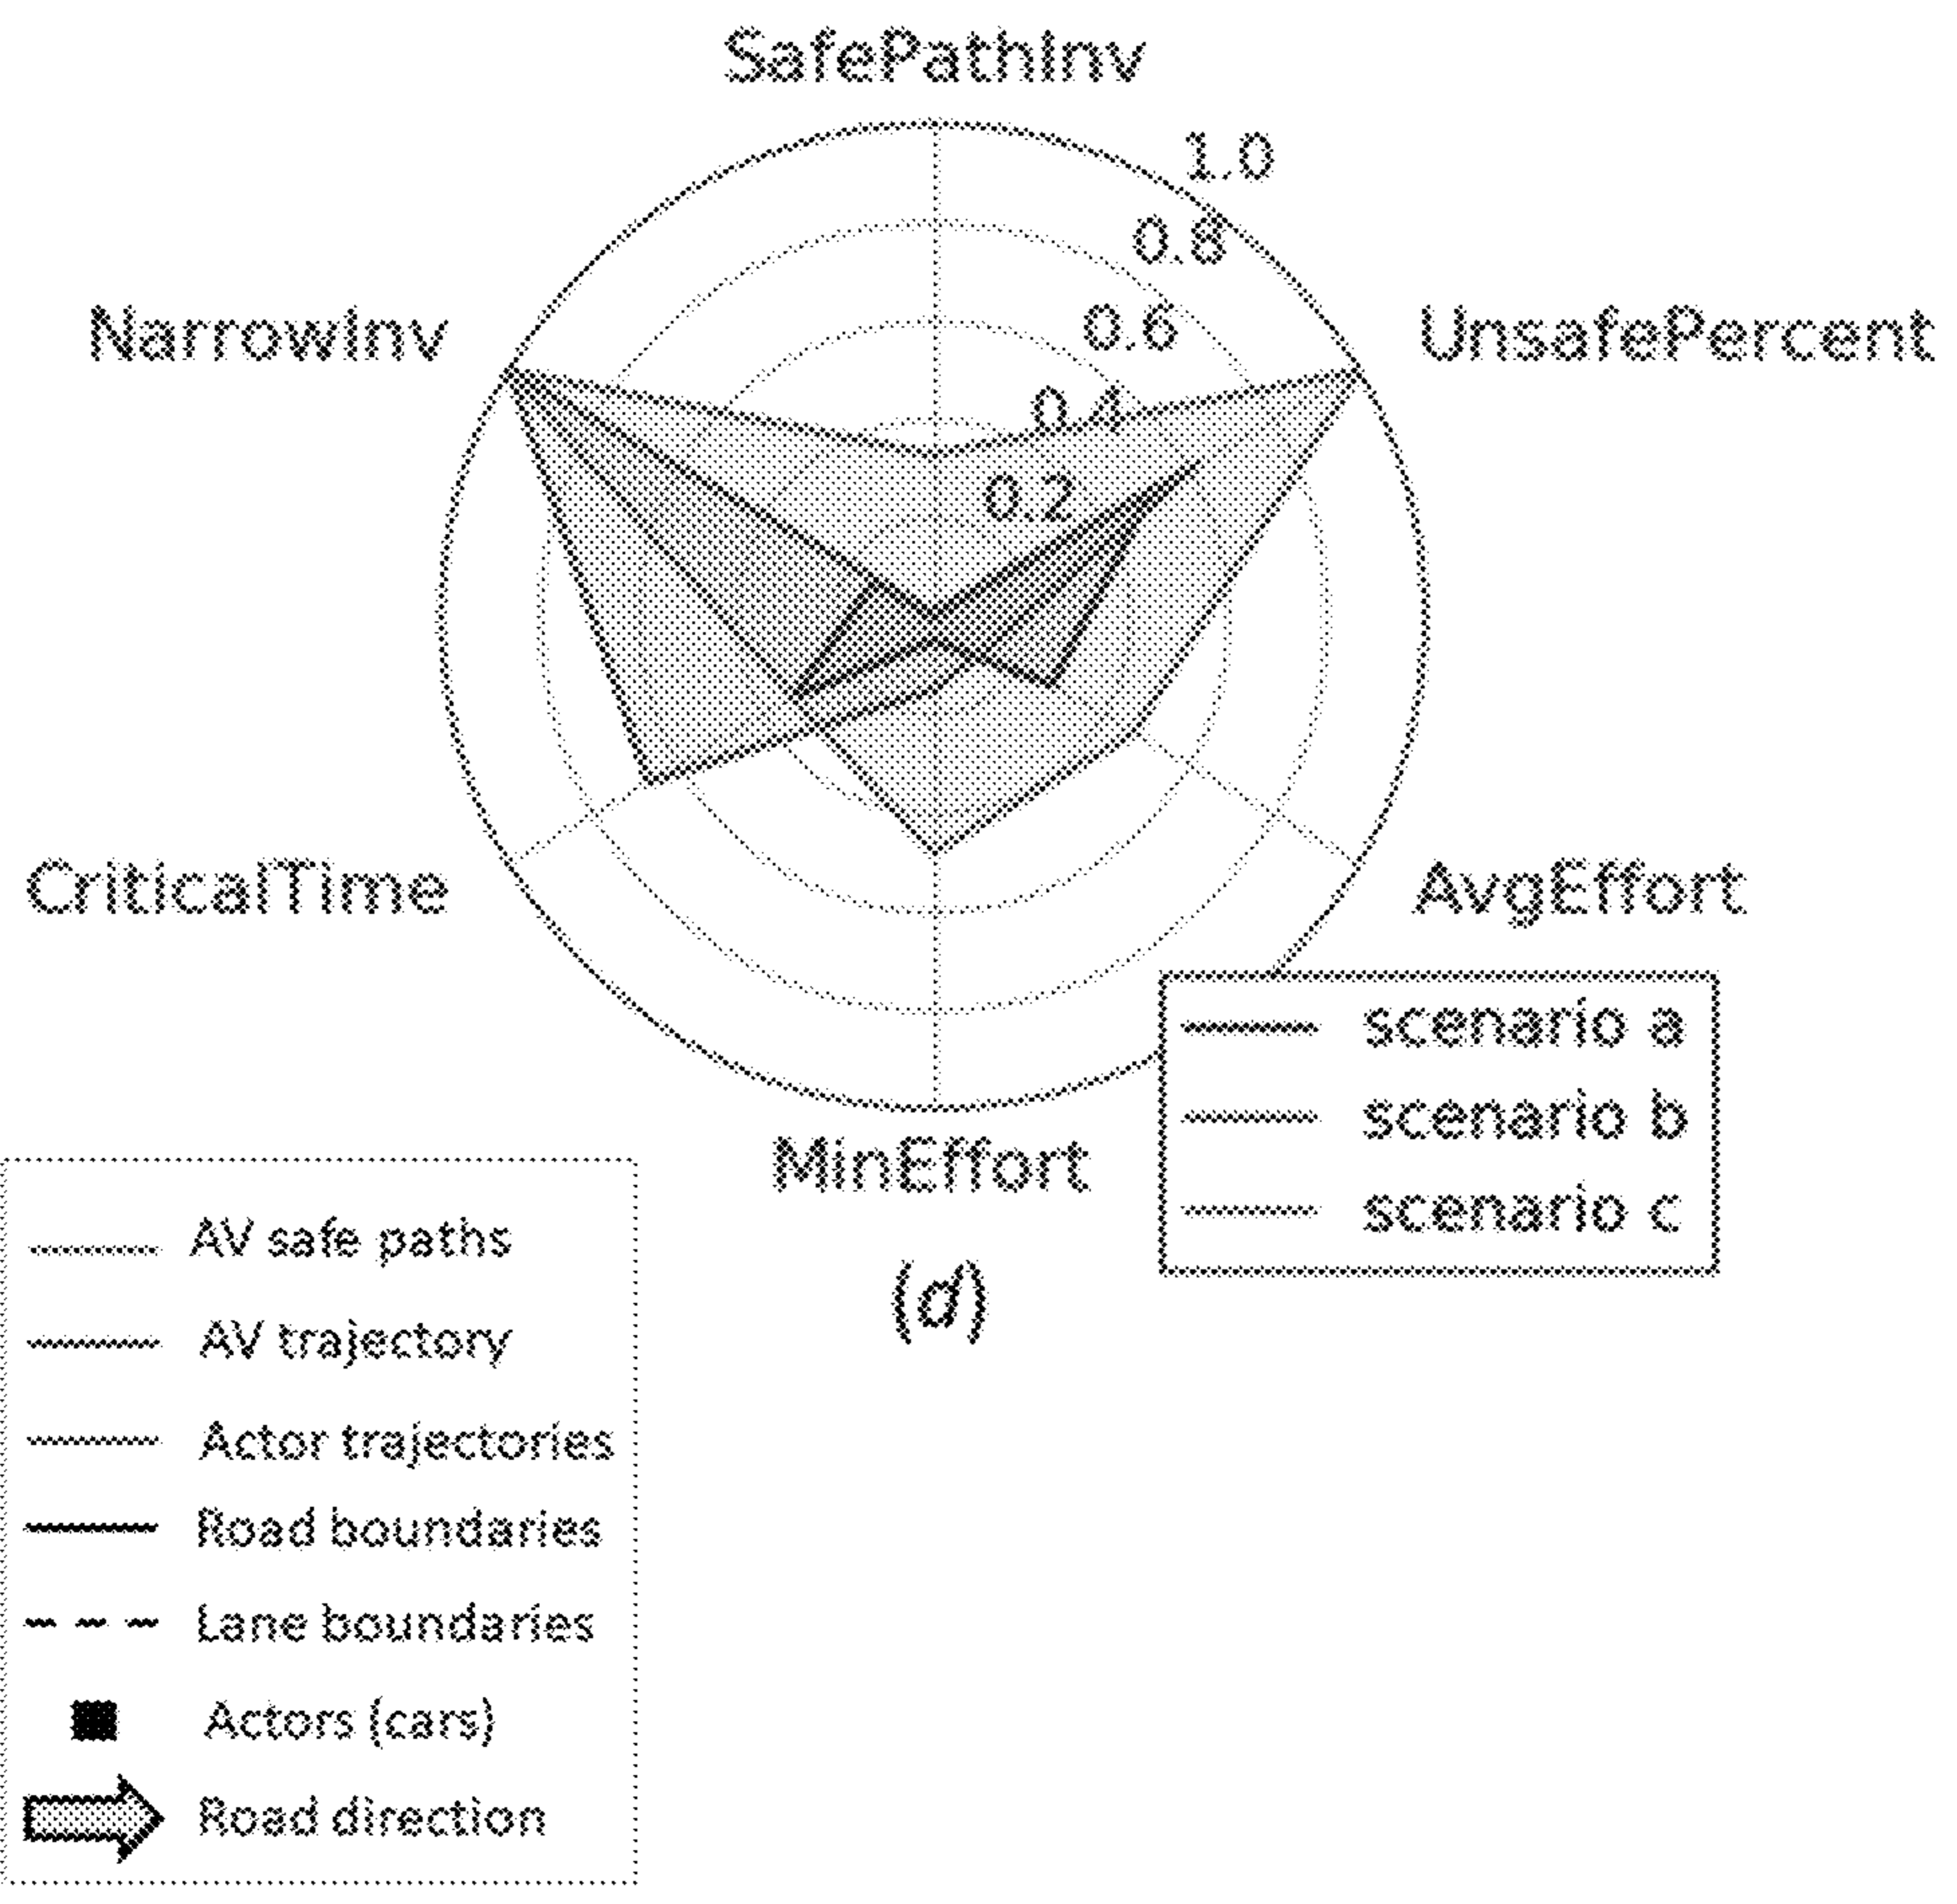 SafePathInv
1.0
0.8
NarrowInv
0.6
UnsafePercent
0.4
0.2
CriticalTime
AvgEffort
scenario a
scenario b
scenario c
MinEffort
(d)
AV safe paths
AV trajectory
Actor trajectories
Road boundaries
Lane boundaries
Actors (cars)
Road direction